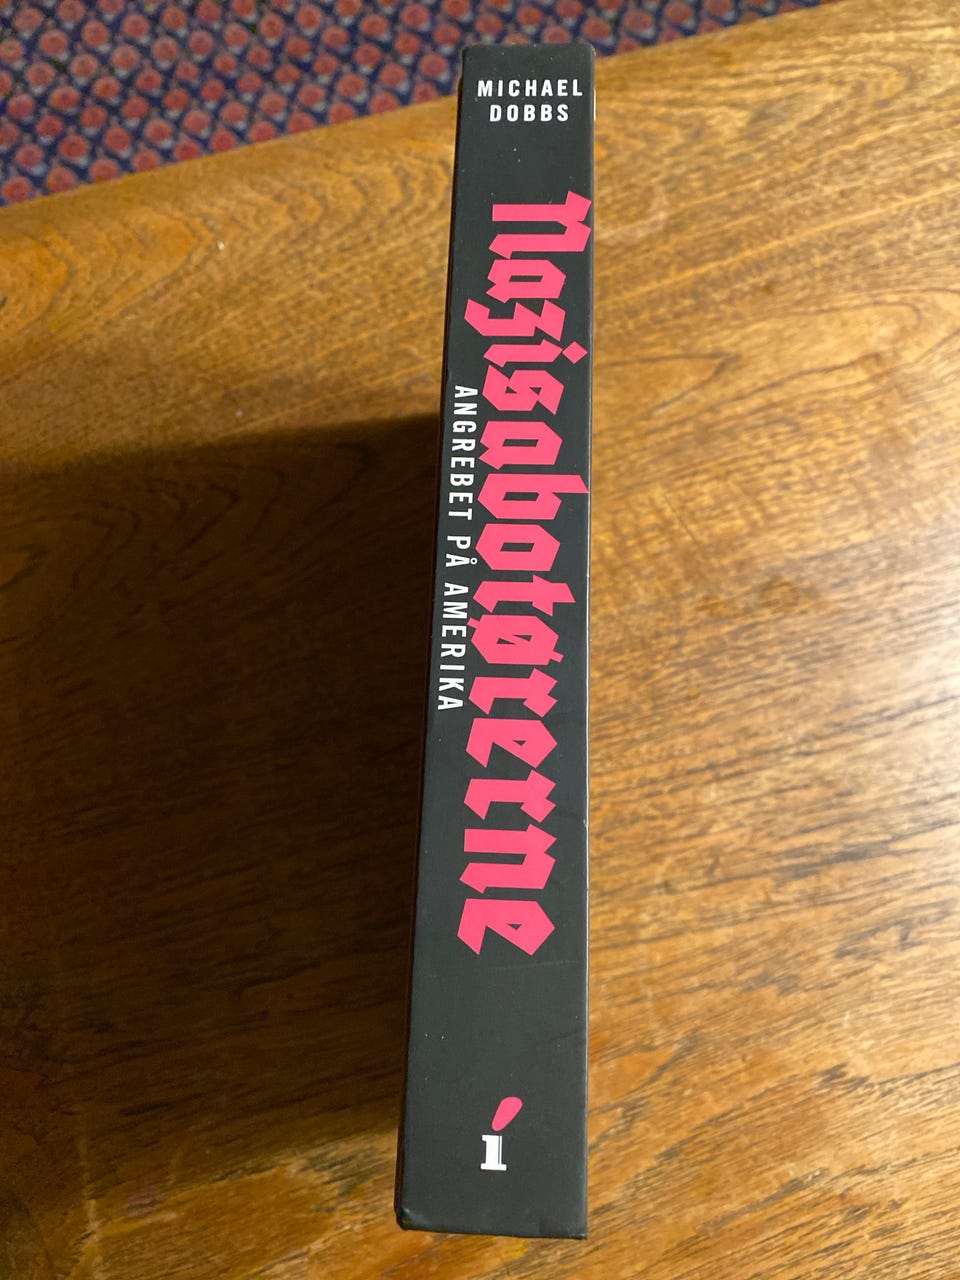 MICHAEL
DOBBS
Nazisabotørerne
ANGREBET PÅ AMERIKA
i